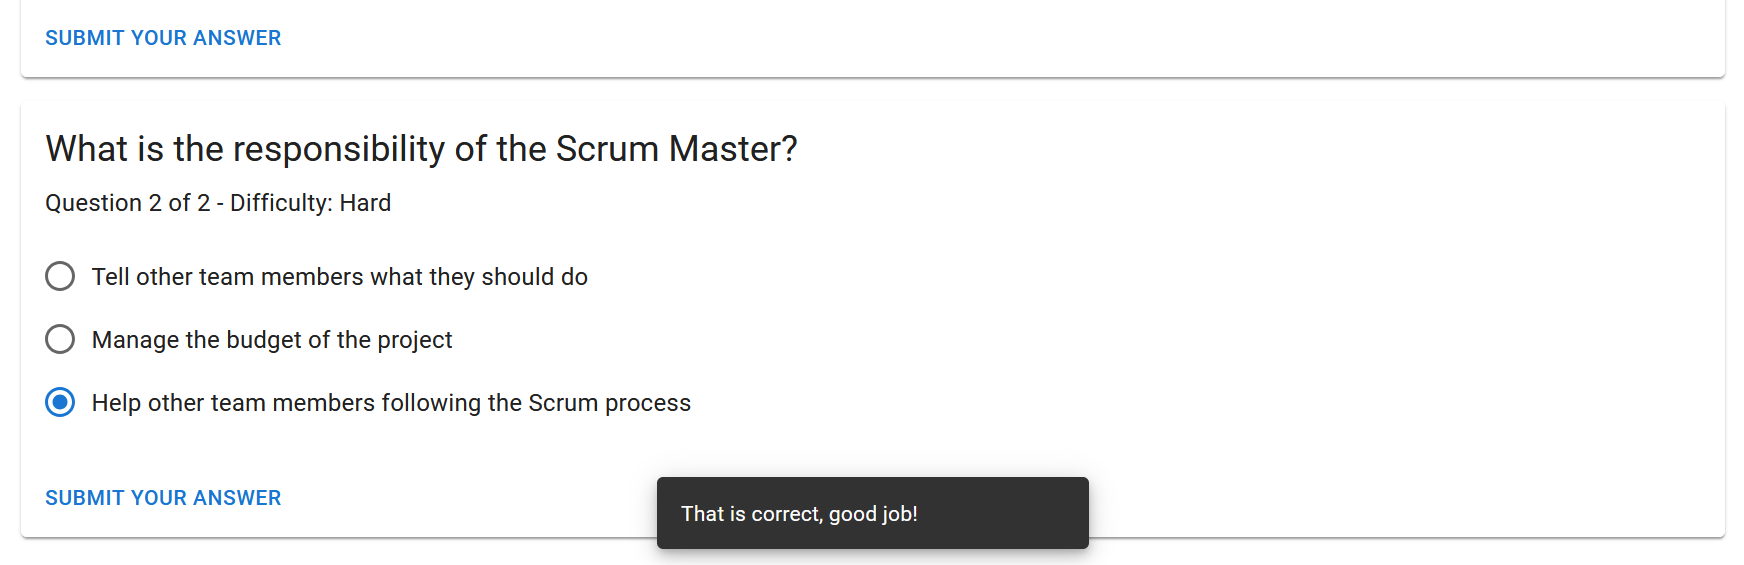 SUBMIT YOUR ANSWER
What is the responsibility of the Scrum Master?
Question 2 of 2 - Difficulty: Hard
Tell other team members what they should do
Manage the budget of the project
Help other team members following the Scrum process
SUBMIT YOUR ANSWER
That is correct, good job!